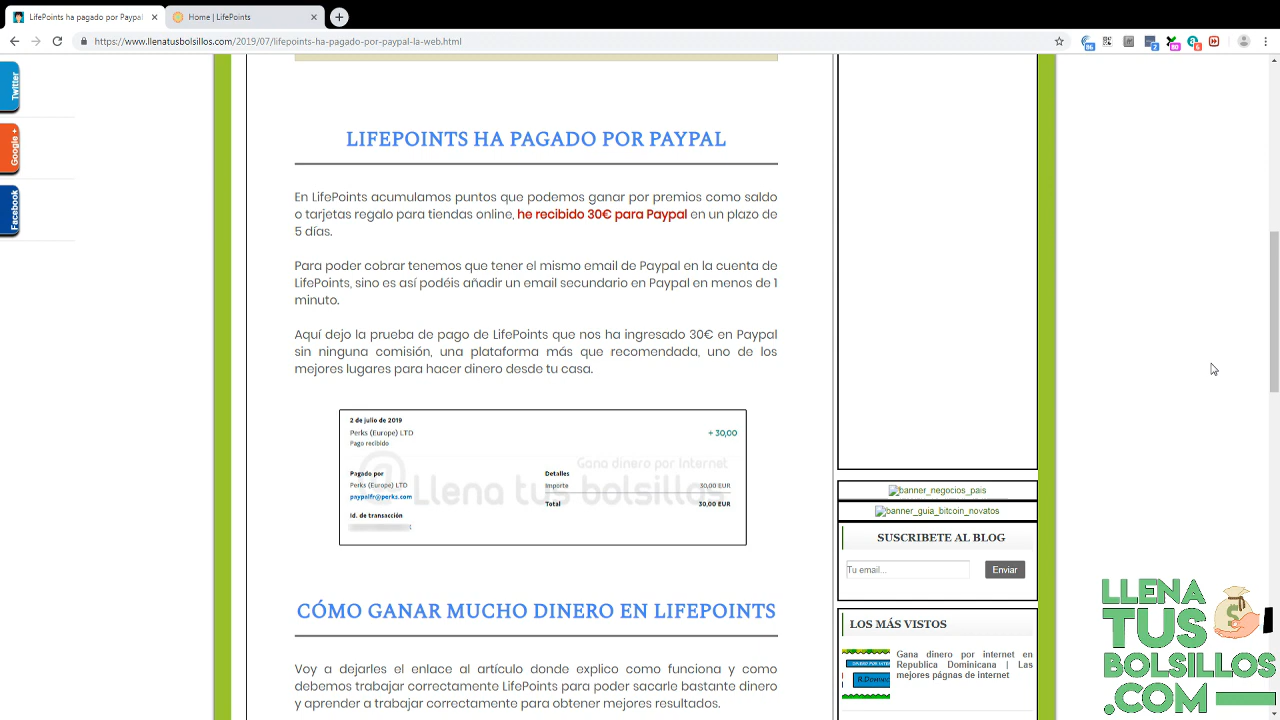 LifePoints ha pagado por Paypal
Home | LifePoints
https://www.llenatusbolsillos.com/2019/07/lifepoints-ha-pagado-por-paypal-la-web.html
Twitter
Google +
Facebook
LIFEPOINTS HA PAGADO POR PAYPAL
En LifePoints acumulamos puntos que podemos ganar por premios como saldo
o tarjetas regalo para tiendas online, he recibido 30€ para Paypal en un plazo de
5 días.
Para poder cobrar tenemos que tener el mismo email de Paypal en la cuenta de
LifePoints, sino es así podéis añadir un email secundario en Paypal en menos de 1
minuto.
Aquí dejo la prueba de pago de LifePoints que nos ha ingresado 30€ en Paypal
sin ninguna comisión, una plataforma más que recomendada, uno de los
mejores lugares para hacer dinero desde tu casa.
2 de julio de 2019
Perks (Europe) LTD
+ 30,00
Pago recibido
Gana dinero por Internet
Llena tus bolsillos
Pagado por
Detalles
Perks (Europe) LTD
Importe 30,00 EUR
paypalfr@perks.com
Total 30,00 EUR
Id. de transacción
CÓMO GANAR MUCHO DINERO EN LIFEPOINTS
Voy a dejarles el enlace al artículo donde explico como funciona y como
debemos trabajar correctamente LifePoints para poder sacarle bastante dinero
y aprender a trabajar correctamente para obtener mejores resultados.
banner_negocios_pais
banner_guia_bitcoin_novatos
SUSCRIBETE AL BLOG
Tu email...
Enviar
LOS MÁS VISTOS
Gana dinero por internet en
Republica Dominicana | Las
mejores págnas de internet
LLENA
TUS
BOLSILLOS
.COM